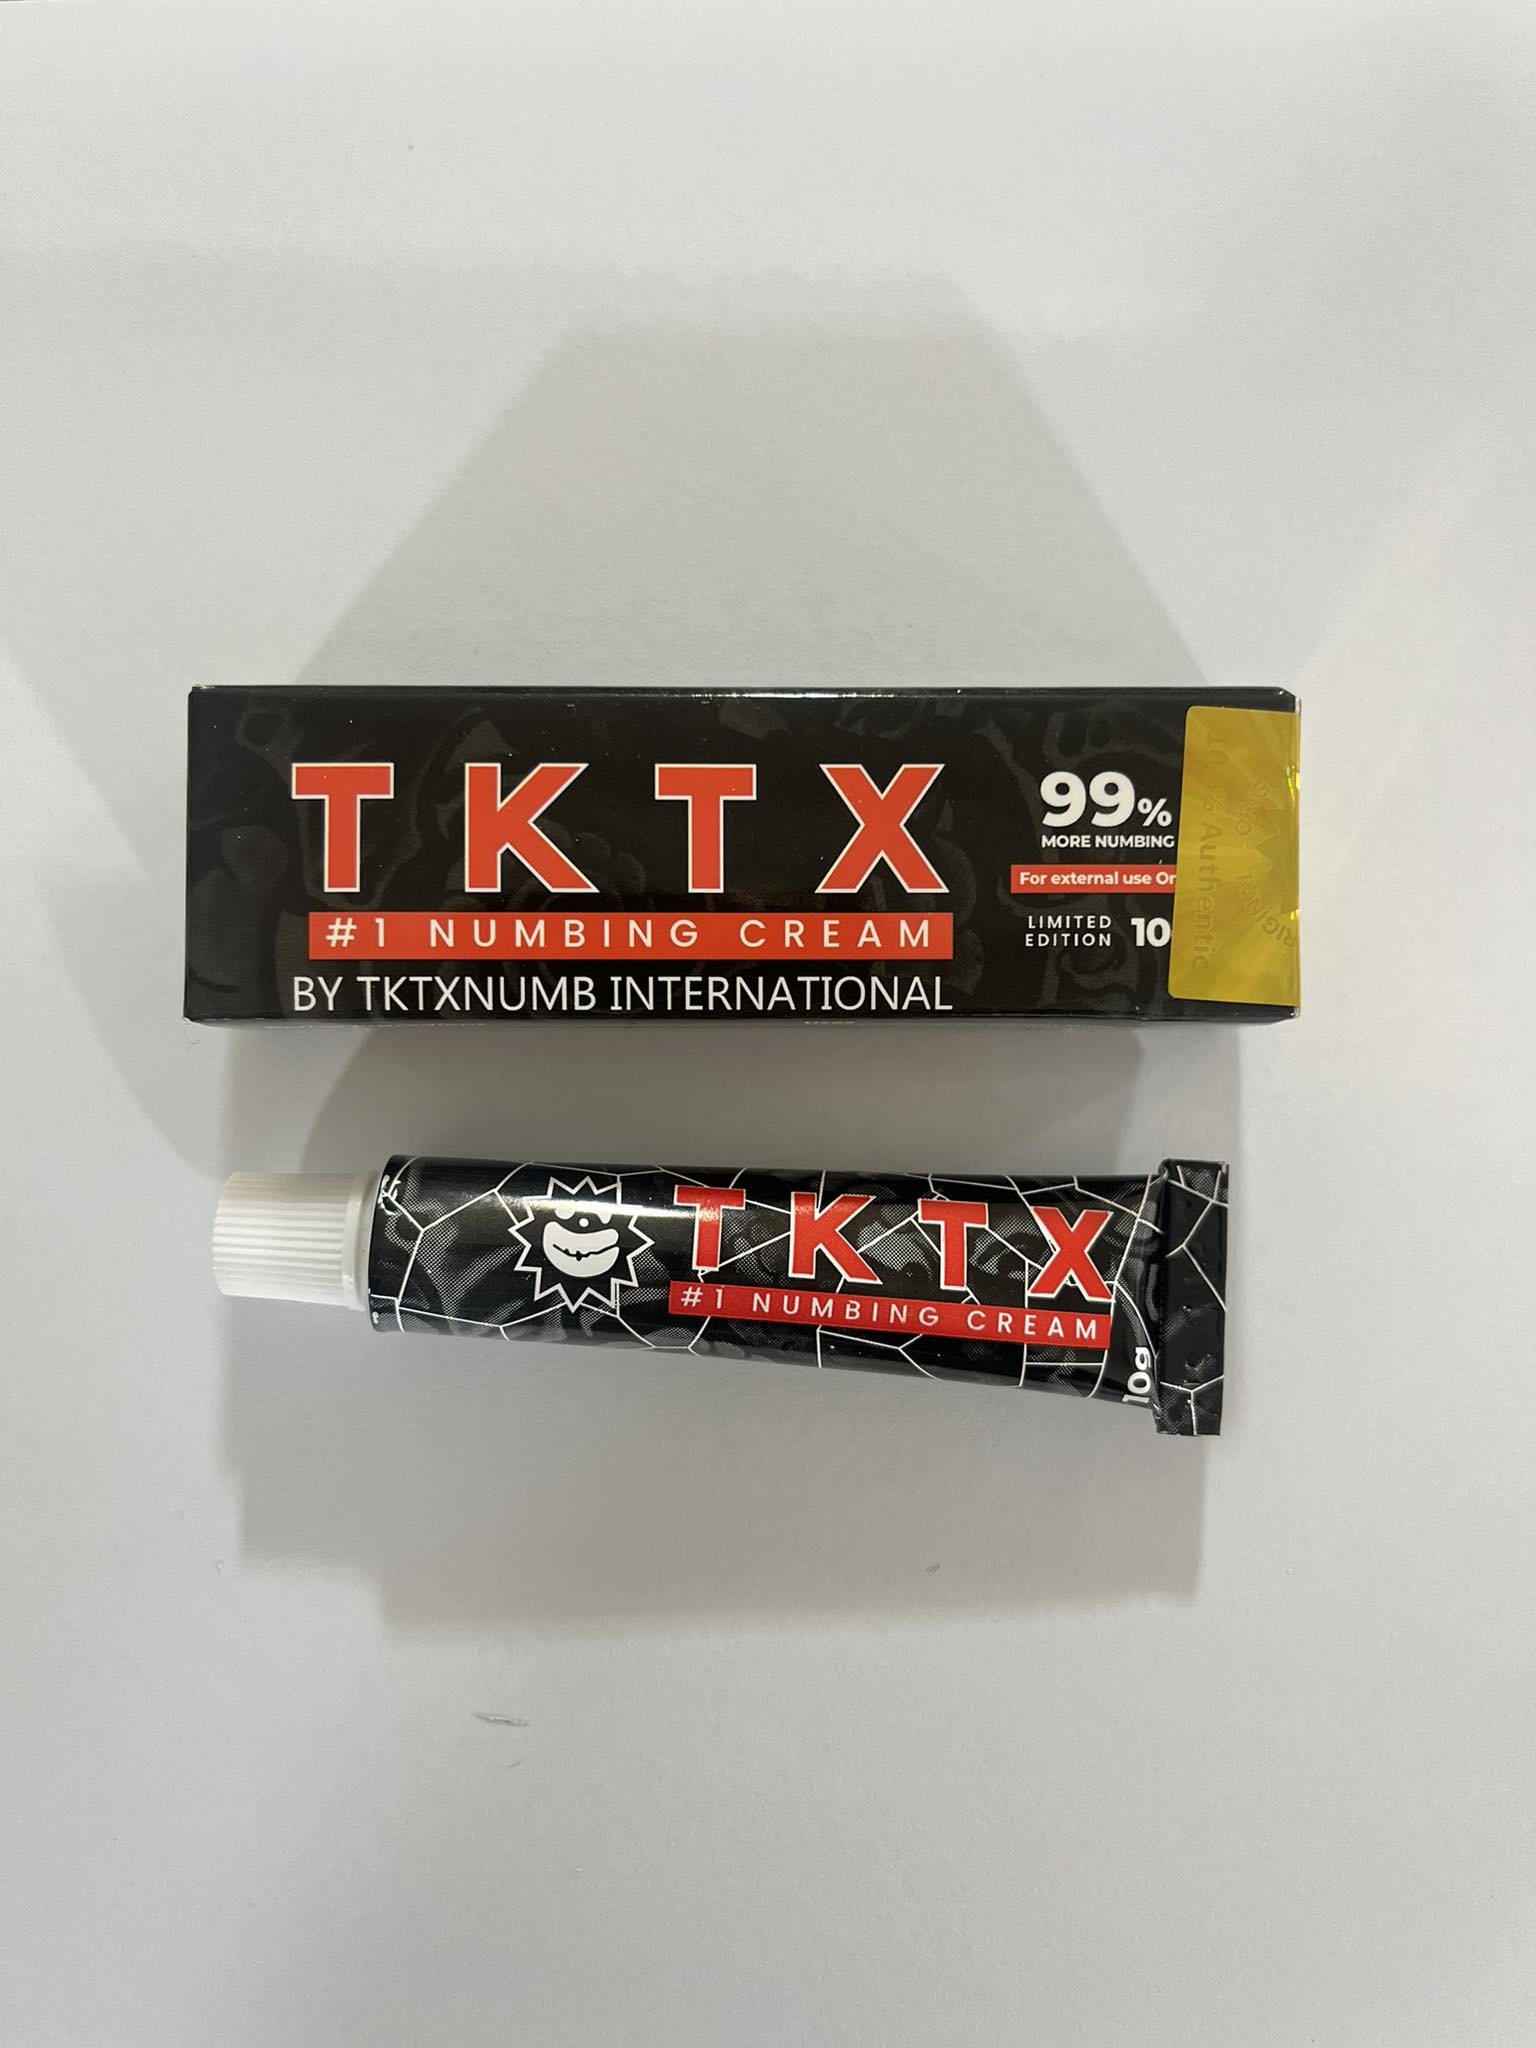 TKTX
99%
MORE NUMBING
For external use
#1 NUMBING CREAM
LIMITED
EDITION
10
BY TKTXNUMB INTERNATIONAL
100% Authentic
ORIGINAL
TKTX
#1 NUMBING CREAM
10g